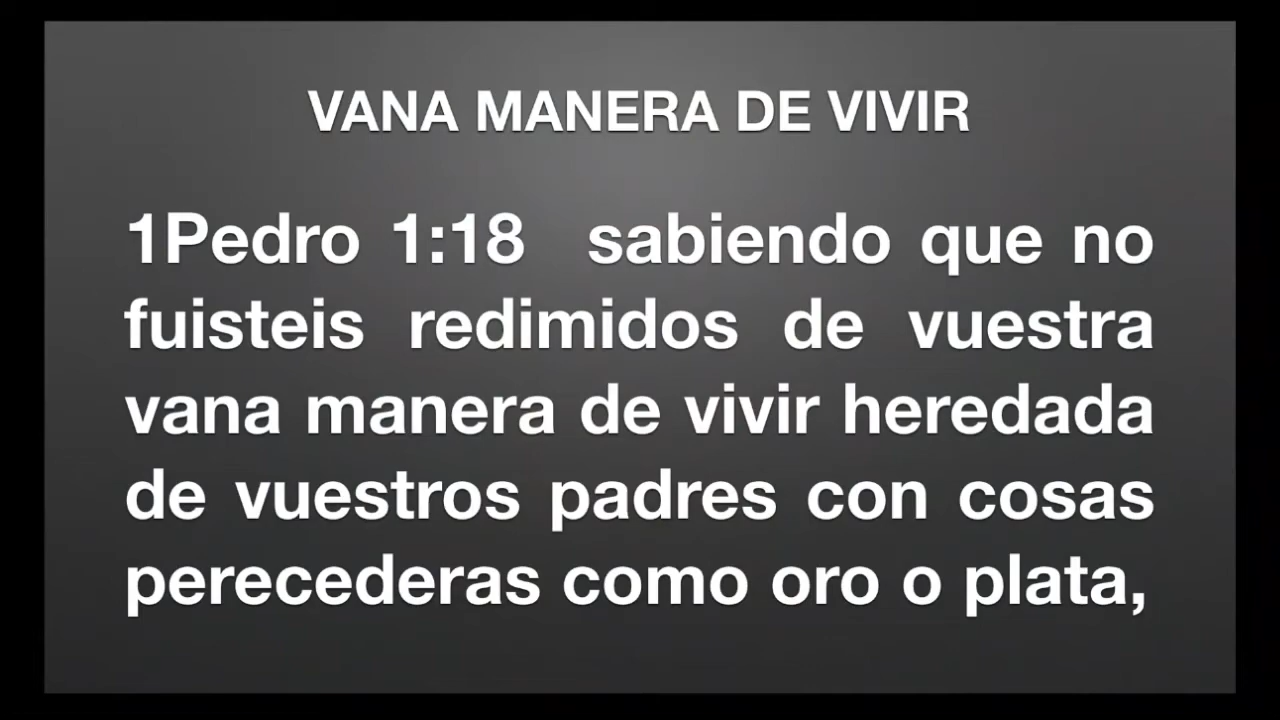 VANA MANERA DE VIVIR
1Pedro 1:18 sabiendo que no
fuisteis redimidos de vuestra
vana manera de vivir heredada
de vuestros padres con cosas
perecederas como oro o plata,